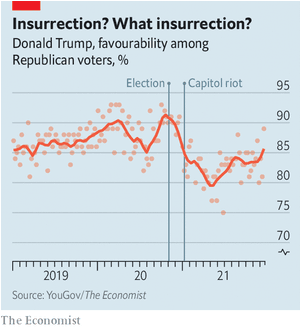 Insurrection? What insurrection?
Donald Trump, favourability among
Republican voters, %
Election
Capitol riot
95
90
85
80
75
70
2019
20
21
Source: YouGov/The Economist
The Economist